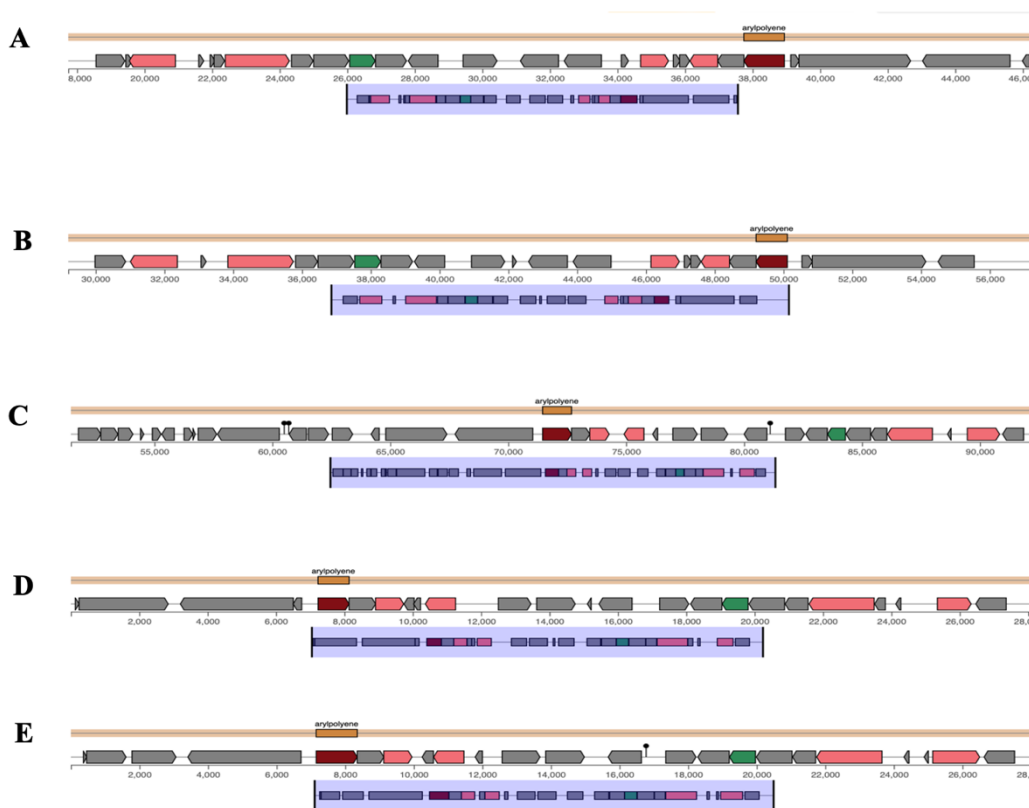 arylpolyene
A
8,000 20,000 22,000 24,000 26,000 28,000 30,000 32,000 34,000 36,000 38,000 40,000 42,000 44,000 46,0
arylpolyene
B
30,000 32,000 34,000 36,000 38,000 40,000 42,000 44,000 46,000 48,000 50,000 52,000 54,000 56,000
arylpolyene
C
55,000 60,000 65,000 70,000 75,000 80,000 85,000 90,000
arylpolyene
D
2,000 4,000 6,000 8,000 10,000 12,000 14,000 16,000 18,000 20,000 22,000 24,000 26,000 28,0
arylpolyene
E
2,000 4,000 6,000 8,000 10,000 12,000 14,000 16,000 18,000 20,000 22,000 24,000 26,000 28,0